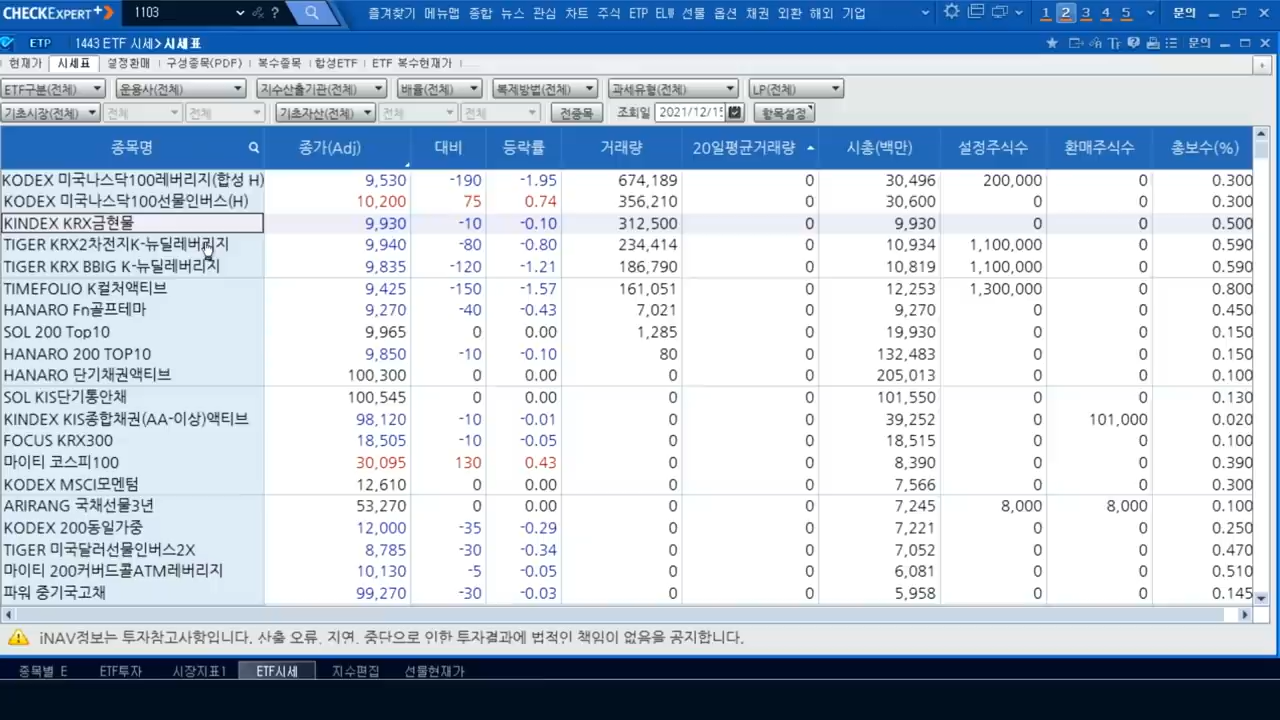 CHECKEXPERT+ 1103 ? 즐겨찾기 메뉴맵 종합 뉴스 관심 차트 주식 ETP ELW 선물 옵션 채권 외환 해외 기업 1 2 3 4 5 문의
ETP 1443 ETF 시세>시세표 문의
현재가 시세표 설정환매 구성종목(PDF) 복수종목 합성ETF ETF 복수현재가
ETF구분(전체) 운용사(전체) 지수산출기관(전체) 배율(전체) 복제방법(전체) 과세유형(전체) LP(전체)
기초시장(전체) 전체 전체 기초자산(전체) 전체 전체 전종목 조회일 2021/12/15 항목설정
종목명 종가(Adj) 대비 등락률 거래량 20일평균거래량 시총(백만) 설정주식수 환매주식수 총보수(%)
KODEX 미국나스닥100레버리지(합성 H) 9,530 -190 -1.95 674,189 0 30,496 200,000 0 0.300
KODEX 미국나스닥100선물인버스(H) 10,200 75 0.74 356,210 0 30,600 0 0 0.300
KINDEX KRX금현물 9,930 -10 -0.10 312,500 0 9,930 0 0 0.500
TIGER KRX2차전지K-뉴딜레버리지 9,940 -80 -0.80 234,414 0 10,934 1,100,000 0 0.590
TIGER KRX BBIG K-뉴딜레버리지 9,835 -120 -1.21 186,790 0 10,819 1,100,000 0 0.590
TIMEFOLIO K컬처액티브 9,425 -150 -1.57 161,051 0 12,253 1,300,000 0 0.800
HANARO Fn골프테마 9,270 -40 -0.43 7,021 0 9,270 0 0 0.450
SOL 200 Top10 9,965 0 0.00 1,285 0 19,930 0 0 0.150
HANARO 200 TOP10 9,850 -10 -0.10 80 0 132,483 0 0 0.150
HANARO 단기채권액티브 100,300 0 0.00 0 0 205,013 0 0 0.100
SOL KIS단기통안채 100,545 0 0.00 0 0 101,550 0 0 0.130
KINDEX KIS종합채권(AA-이상)액티브 98,120 -10 -0.01 0 0 39,252 0 101,000 0.020
FOCUS KRX300 18,505 -10 -0.05 0 0 18,515 0 0 0.100
마이티 코스피100 30,095 130 0.43 0 0 8,390 0 0 0.390
KODEX MSCI모멘텀 12,610 0 0.00 0 0 7,566 0 0 0.300
ARIRANG 국채선물3년 53,270 0 0.00 0 0 7,245 8,000 8,000 0.100
KODEX 200동일가중 12,000 -35 -0.29 0 0 7,221 0 0 0.250
TIGER 미국달러선물인버스2X 8,785 -30 -0.34 0 0 7,052 0 0 0.470
마이티 200커버드콜ATM레버리지 10,130 -5 -0.05 0 0 6,081 0 0 0.510
파워 중기국고채 99,270 -30 -0.03 0 0 5,958 0 0 0.145
iNAV정보는 투자참고사항입니다. 산출 오류, 지연, 중단으로 인한 투자결과에 법적인 책임이 없음을 공지합니다.
종목별 E ETF투자 시장지표1 ETF시세 지수편집 선물현재가